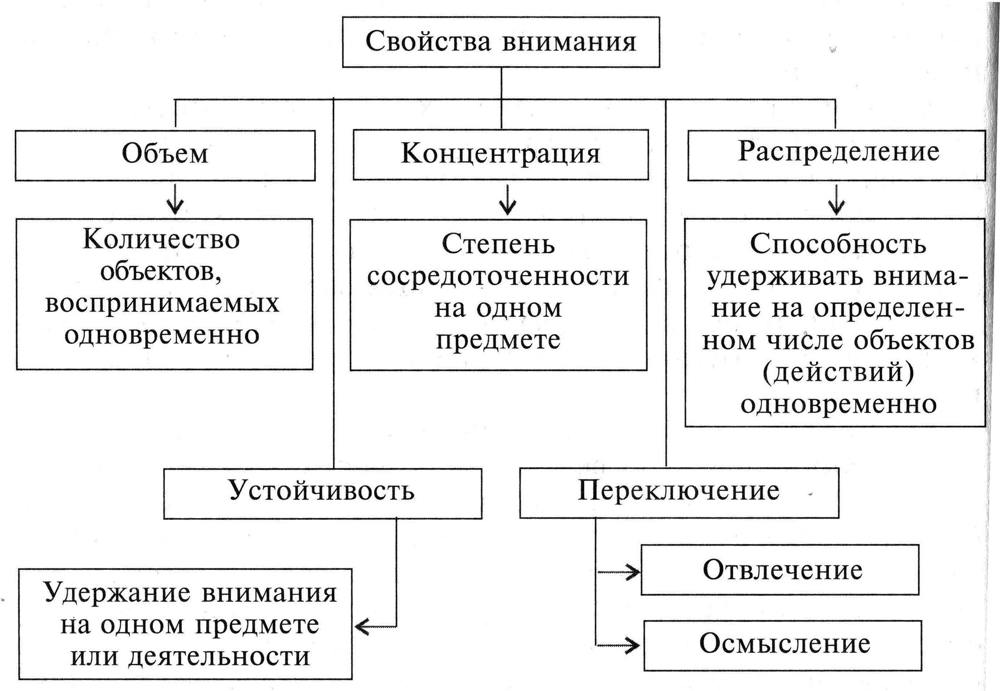 Свойства внимания
Объем
Концентрация
Распределение
Количество
объектов,
воспринимаемых
одновременно
Степень
сосредоточенности
на одном
предмете
Способность
удерживать внима-
ние на определен-
ном числе объектов
(действий)
одновременно
Устойчивость
Переключение
Удержание внимания
на одном предмете
или деятельности
Отвлечение
Осмысление